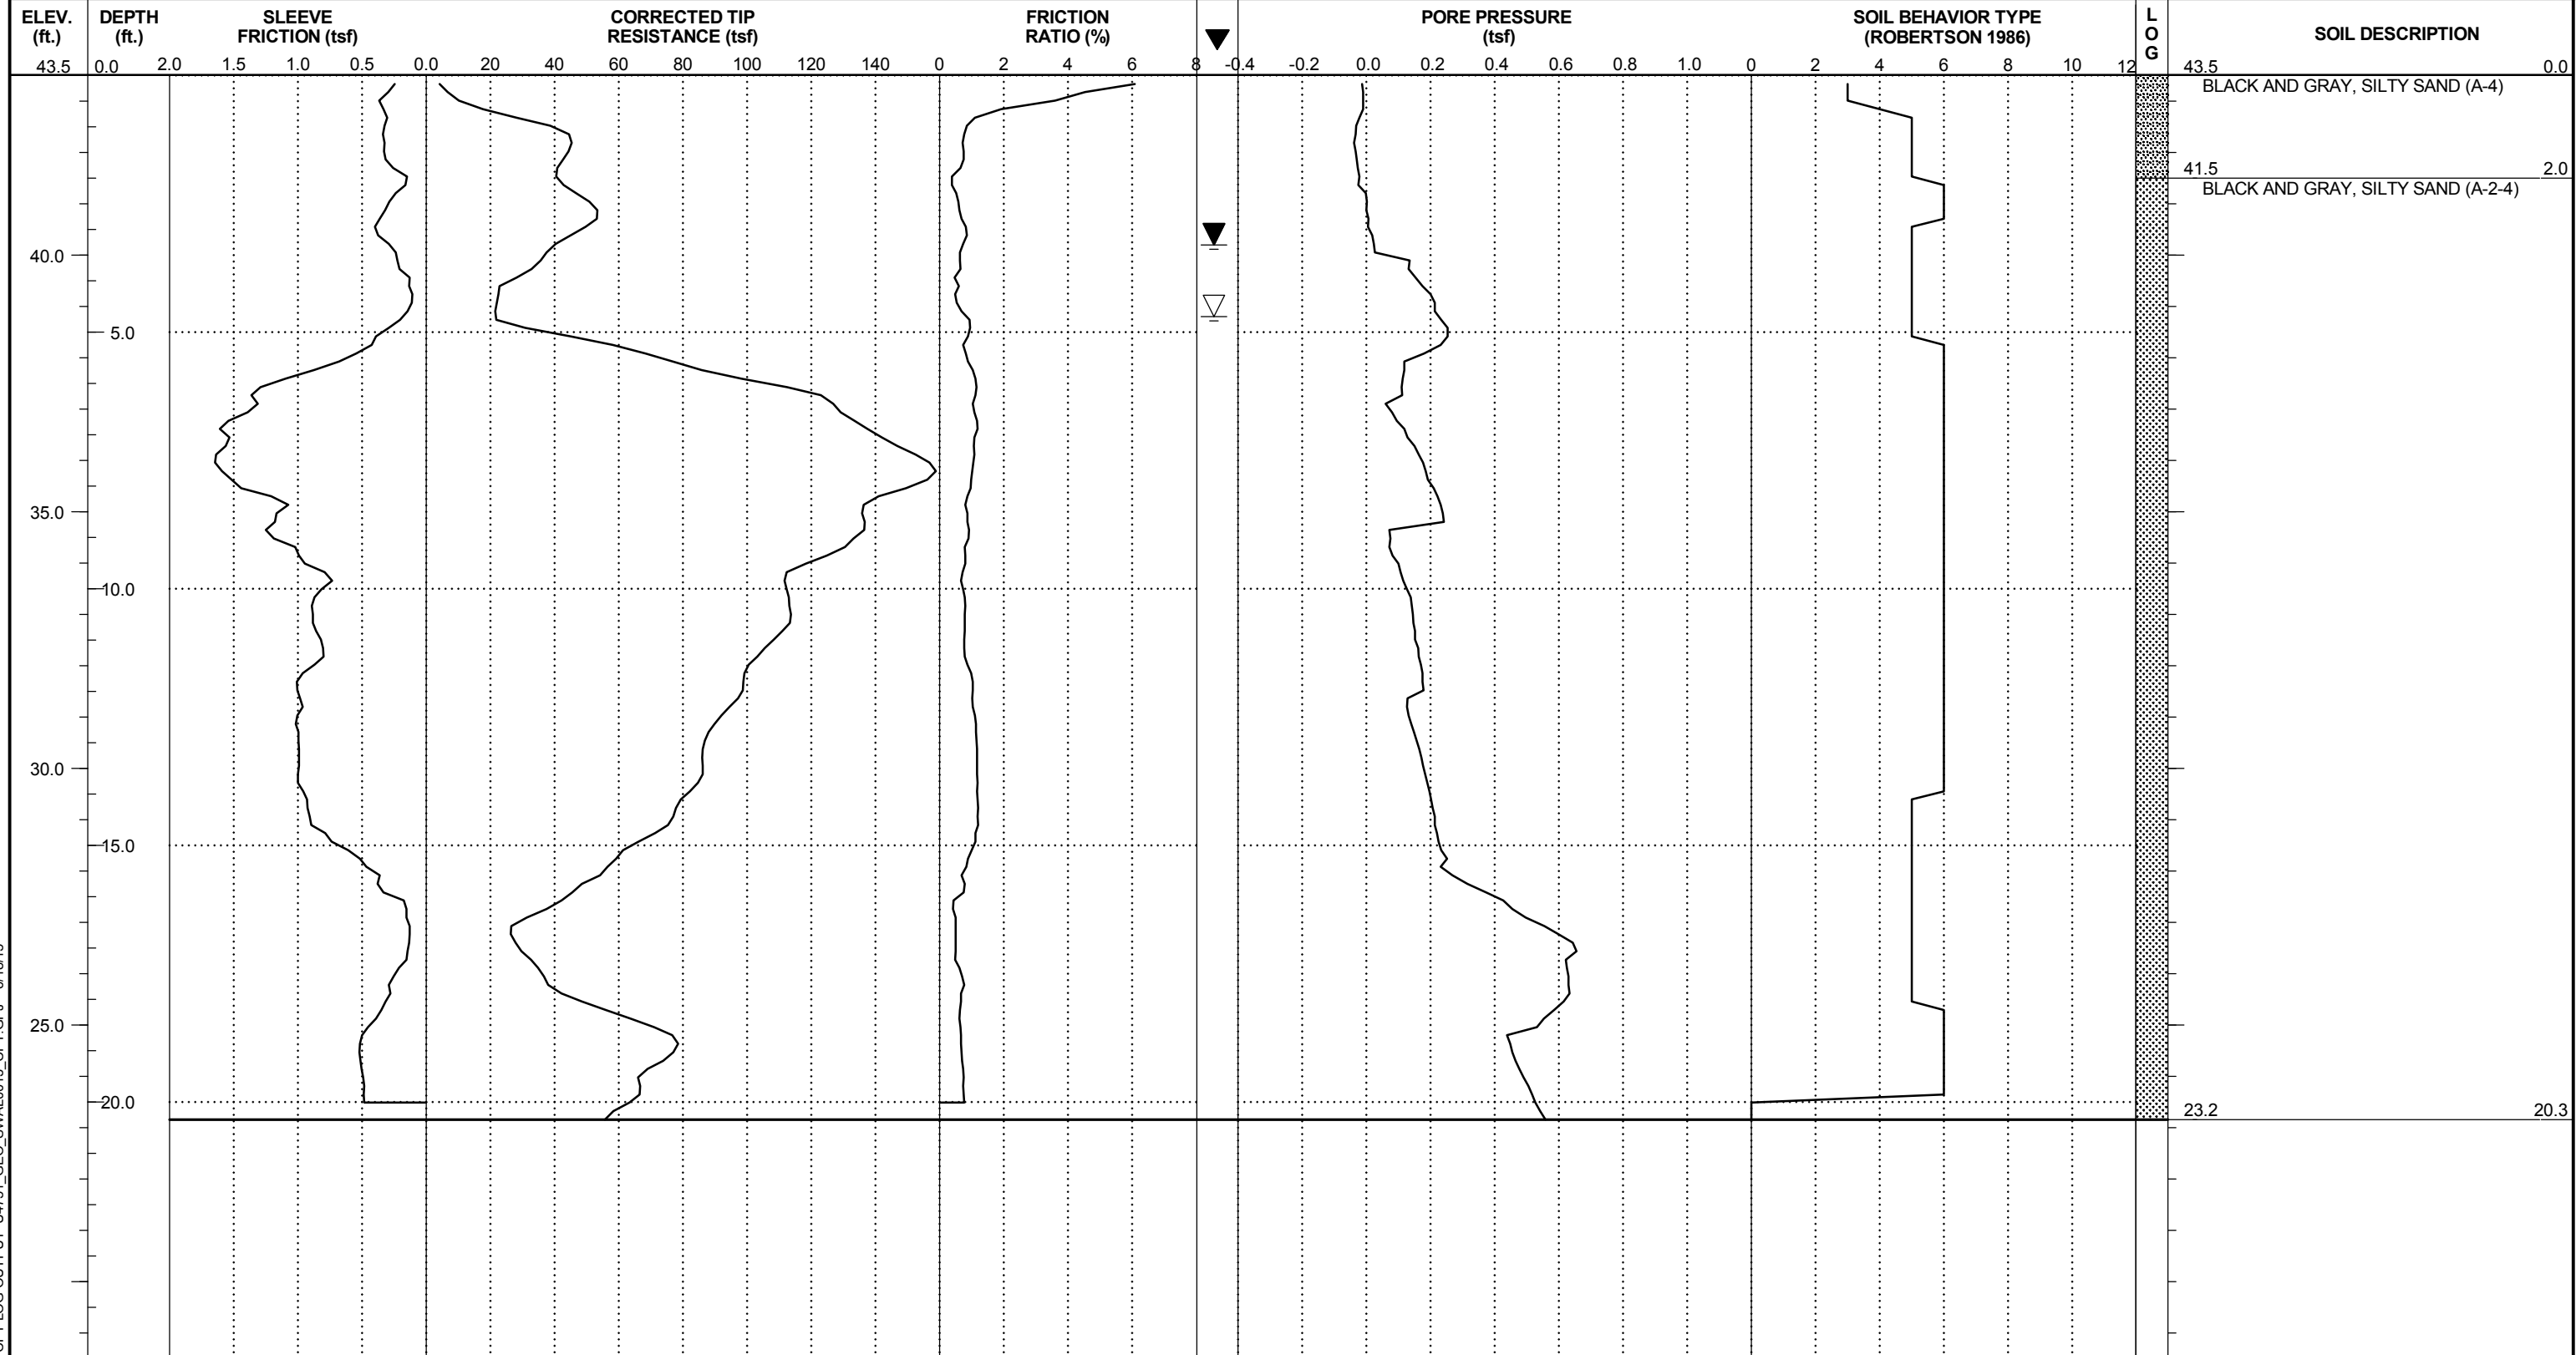 ELEV.
(ft.)
DEPTH
(ft.)
SLEEVE
FRICTION (tsf)
CORRECTED TIP
RESISTANCE (tsf)
FRICTION
RATIO (%)
PORE PRESSURE
(tsf)
SOIL BEHAVIOR TYPE
(ROBERTSON 1986)
L
O
G
SOIL DESCRIPTION
43.5 0.0 2.0 1.5 1.0 0.5 0.0 20 40 60 80 100 120 140 0 2 4 6 8 -0.4 -0.2 0.0 0.2 0.4 0.6 0.8 1.0 0 2 4 6 8 10 12 43.5 0.0
BLACK AND GRAY, SILTY SAND (A-4)
41.5 2.0
BLACK AND GRAY, SILTY SAND (A-2-4)
40.0
5.0
35.0
10.0
30.0
15.0
25.0
20.0
23.2 20.3